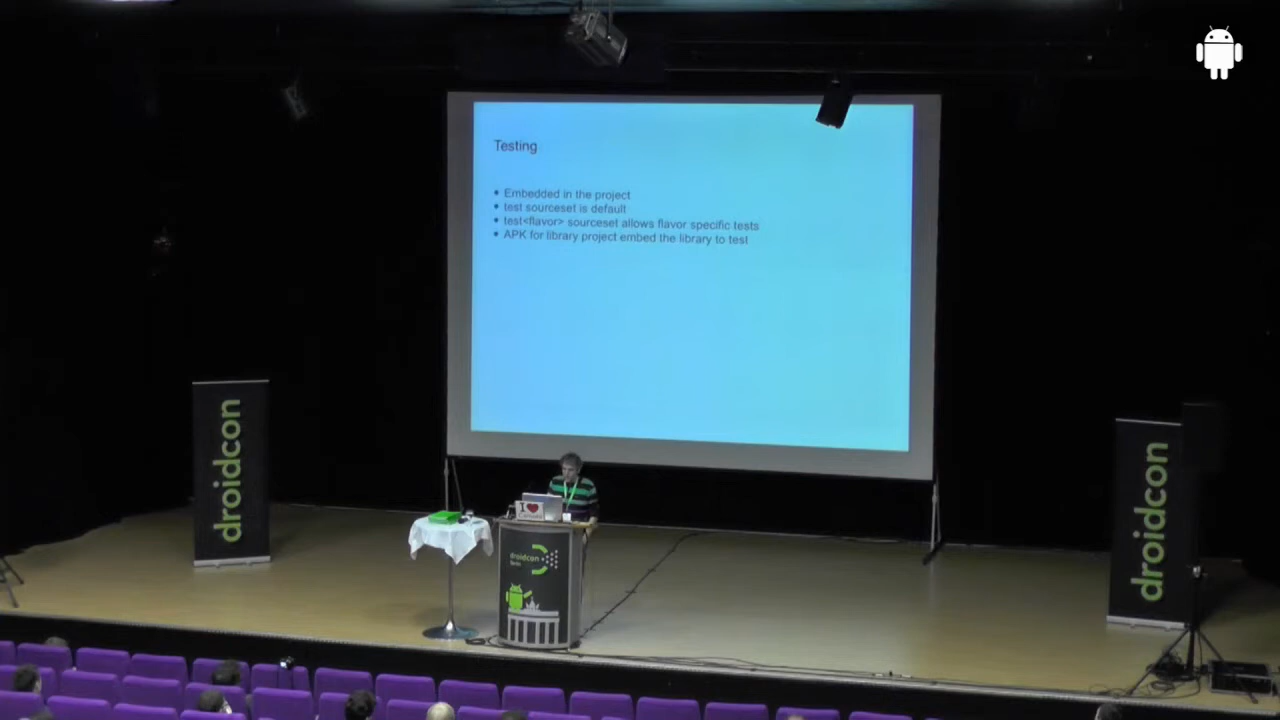 Testing
• Embedded in the project
• test sourceset is default
• test<flavor> sourceset allows flavor specific tests
• APK for library project embed the library to test
droidcon
droidcon
I ❤
droidcon